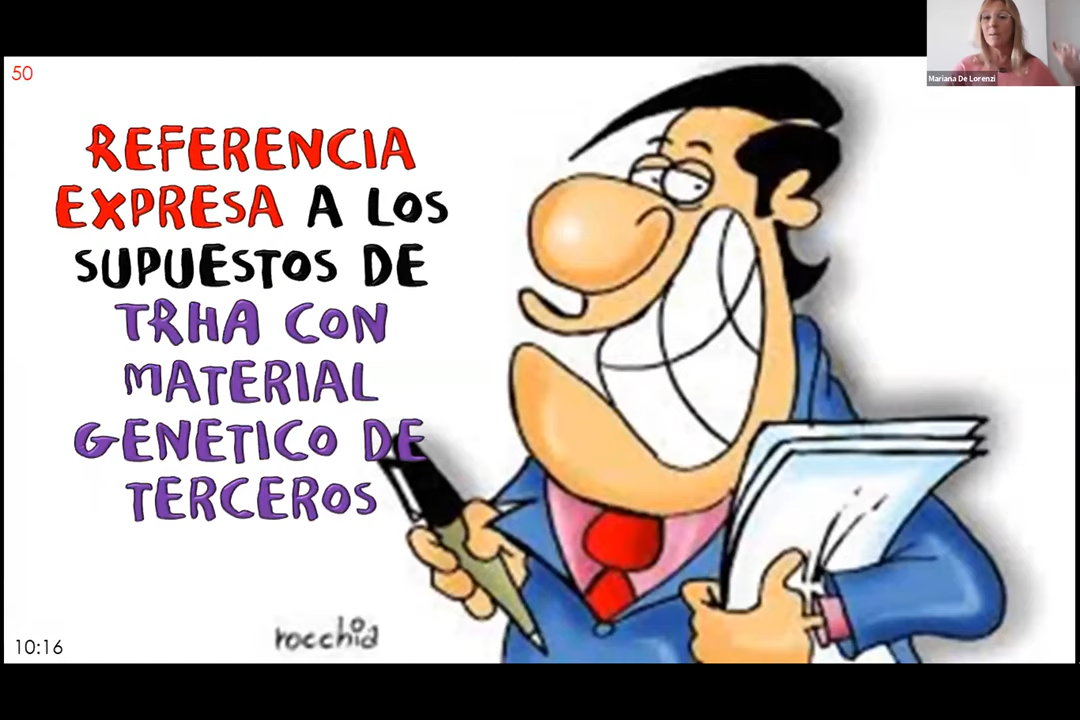 50
Mariana De Lorenzi
REFERENCIA
EXPRESA A LOS
SUPUESTOS DE
TRHA CON
MATERIAL
GENETICO DE
TERCEROS
rocchia
10:16